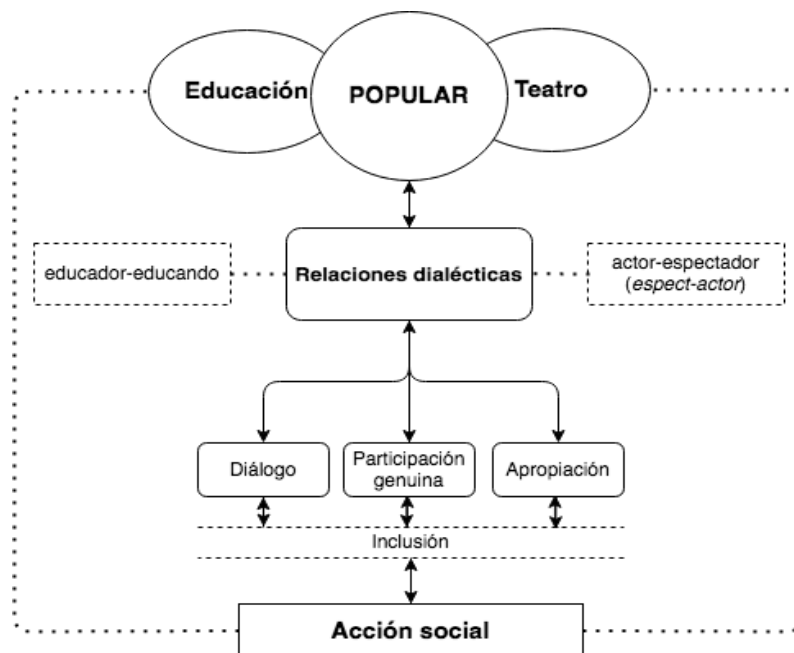 Educación
POPULAR
Teatro
educador-educando
Relaciones dialécticas
actor-espectador
(espect-actor)
Diálogo
Participación
genuina
Apropiación
Inclusión
Acción social